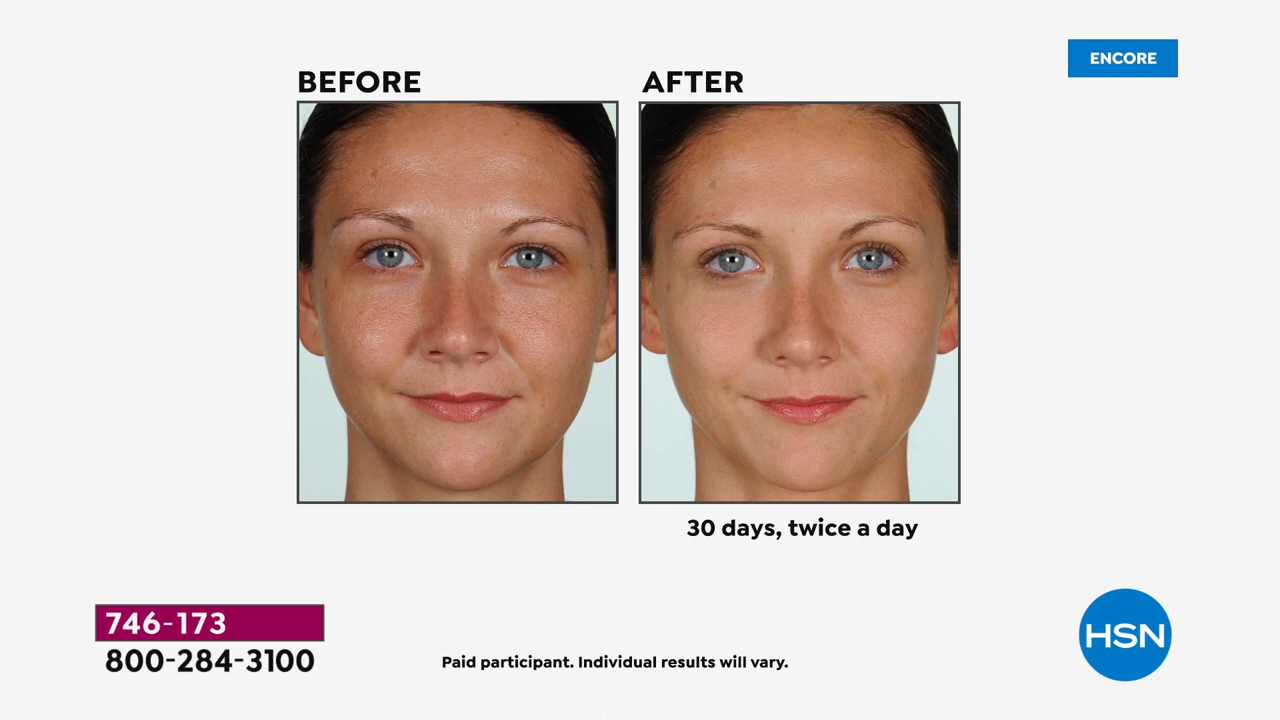 ENCORE
BEFORE
AFTER
30 days, twice a day
746-173
800-284-3100
Paid participant. Individual results will vary.
HSN